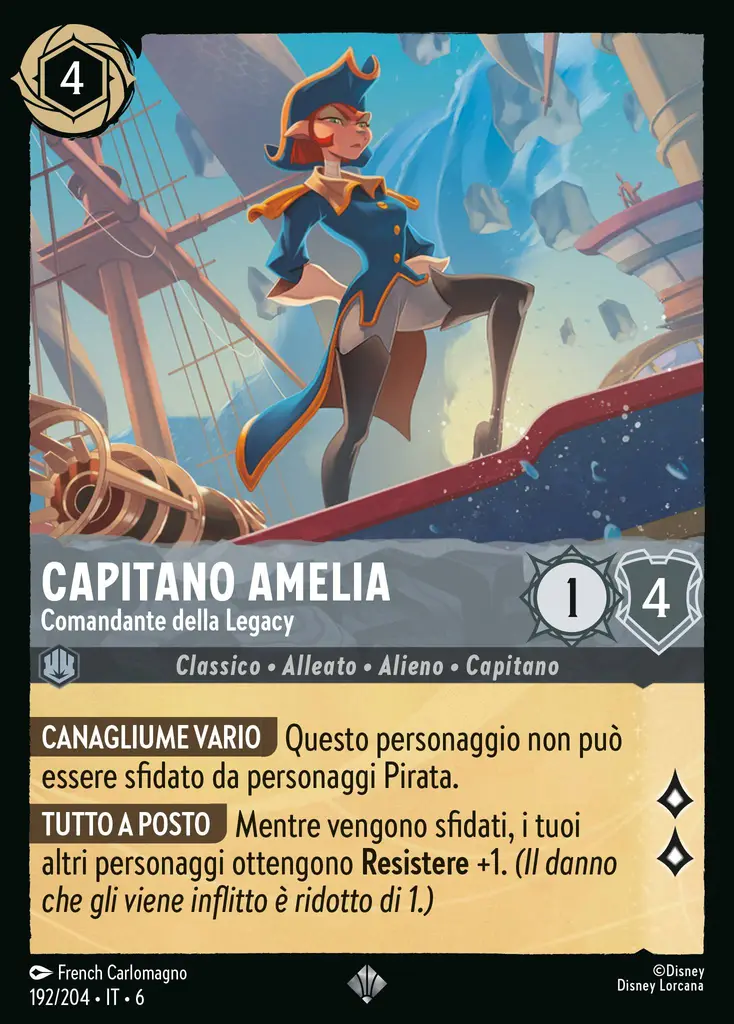 4
CAPITANO AMELIA
Comandante della Legacy
1
4
Classico • Alleato • Alieno • Capitano
CANAGLIUME VARIO Questo personaggio non può
essere sfidato da personaggi Pirata.
TUTTO A POSTO Mentre vengono sfidati, i tuoi
altri personaggi ottengono Resistere +1. (Il danno
che gli viene inflitto è ridotto di 1.)
French Carlomagno
192/204 • IT • 6
©Disney
Disney Lorcana